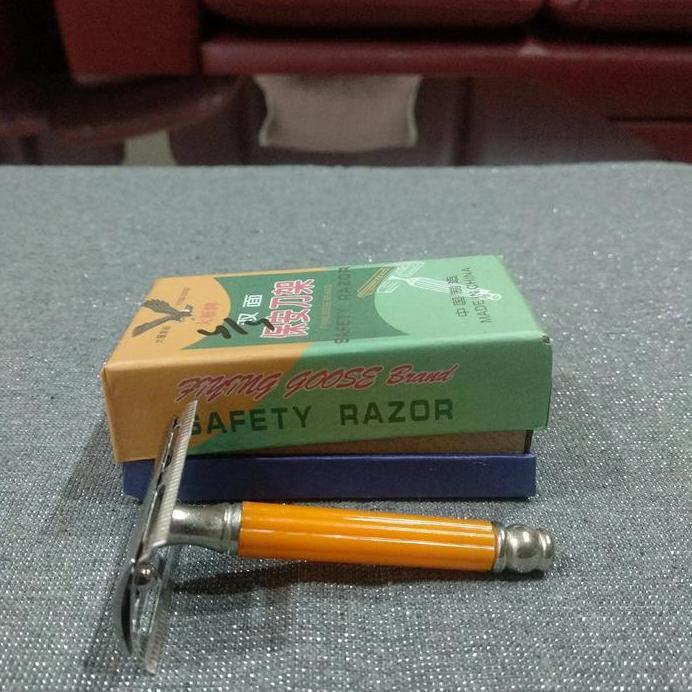 双面
保安刀架
SAFETY RAZOR
中国制造
MADE IN CHINA
FIYING GOOSE Brand
SAFETY RAZOR